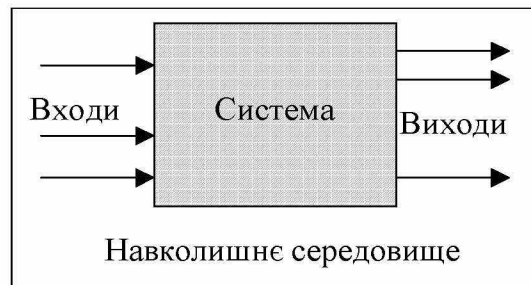 Входи
Система
Виходи
Навколишнє середовище